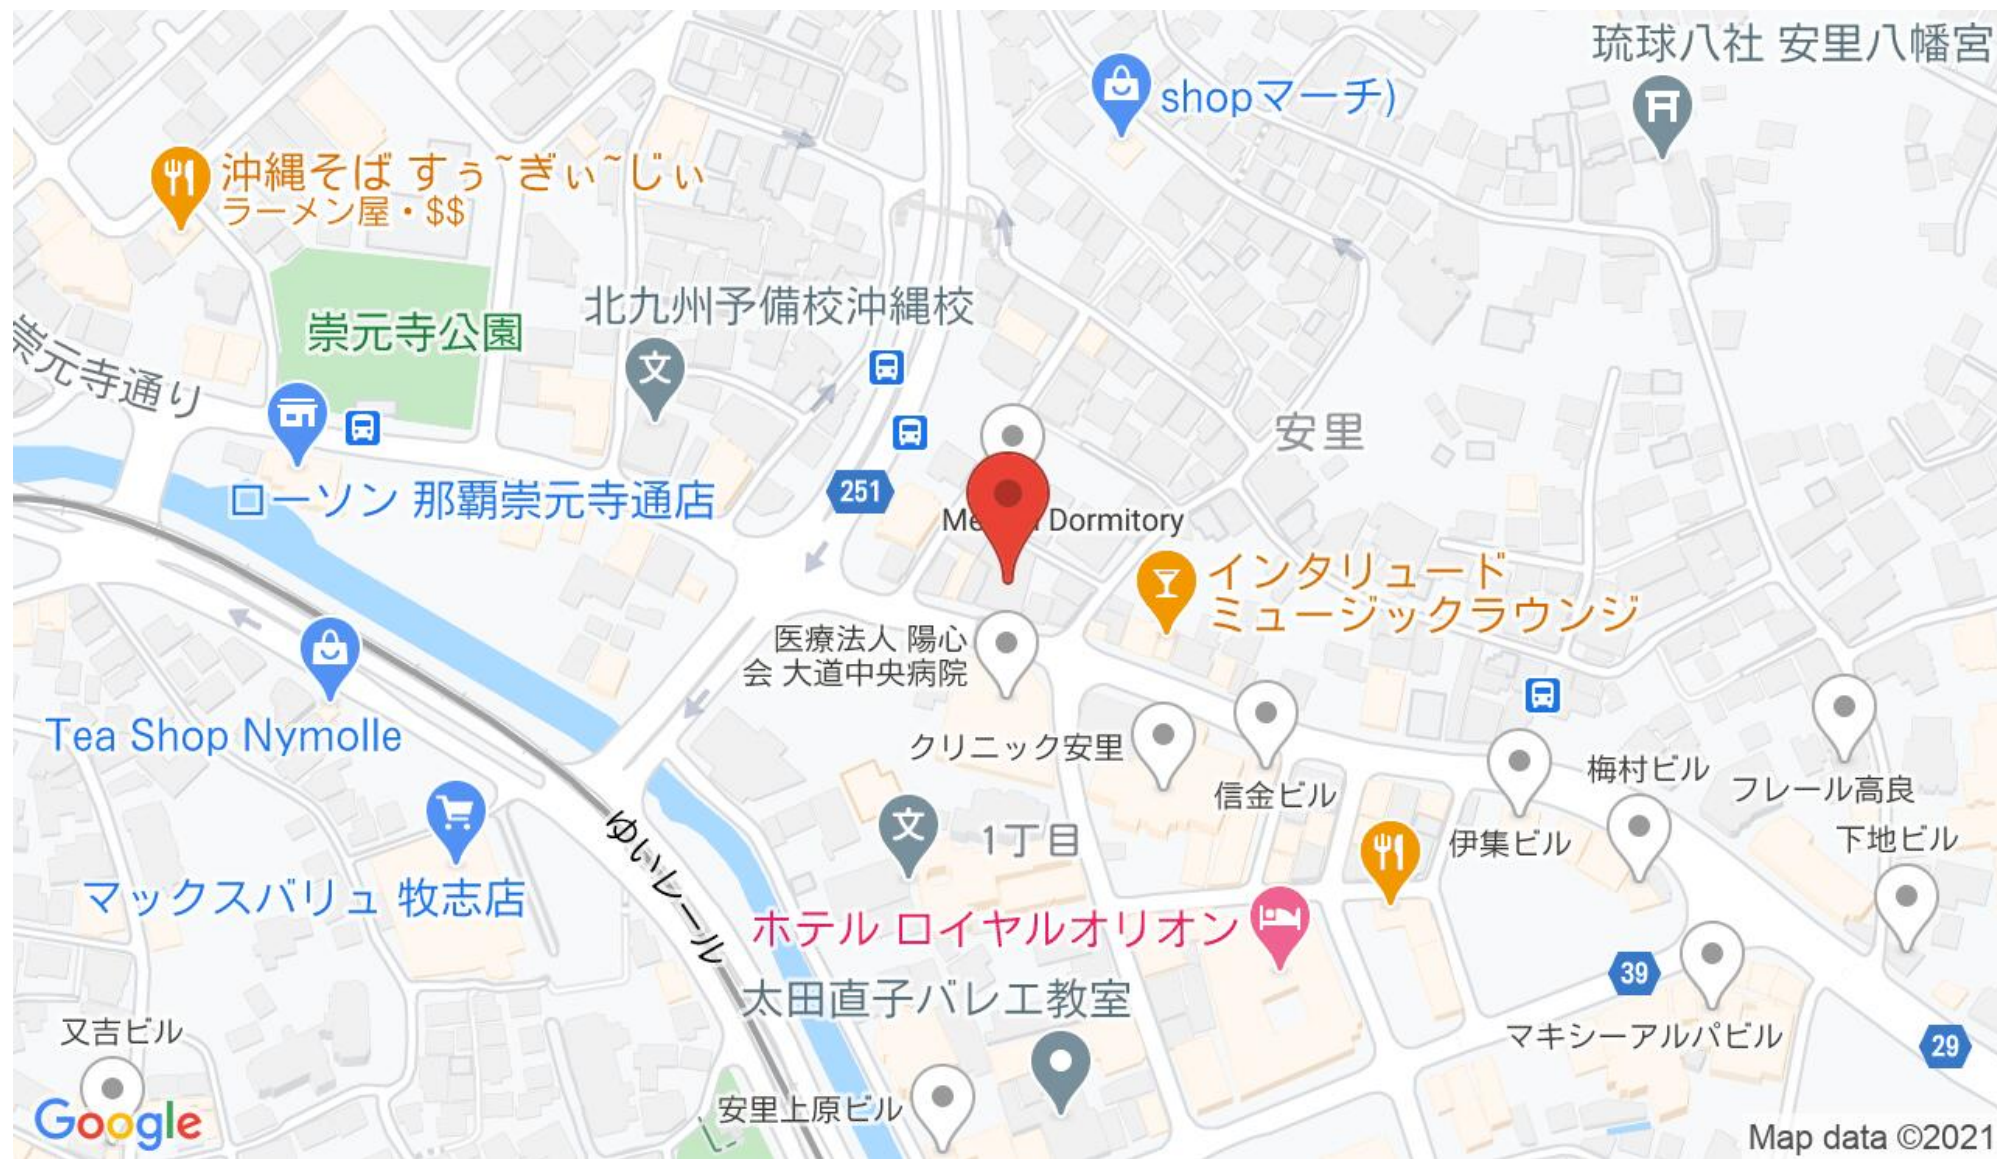 琉球八社 安里八幡宮
shopマーチ)
沖縄そば すぅ~ぎぃ~じぃ
ラーメン屋・$$
北九州予備校沖縄校
崇元寺公園
崇元寺通り
安里
251
ローソン 那覇崇元寺通店
Dormitory
インタリュード
ミュージックラウンジ
医療法人 陽心
会 大道中央病院
Tea Shop Nymolle
クリニック安里
信金ビル
梅村ビル
フレール高良
伊集ビル
下地ビル
1丁目
ゆいレール
マックスバリュ 牧志店
ホテル ロイヤルオリオン
39
太田直子バレエ教室
又吉ビル
マキシーアルパビル
29
安里上原ビル
Google
Map data ©2021
文
文